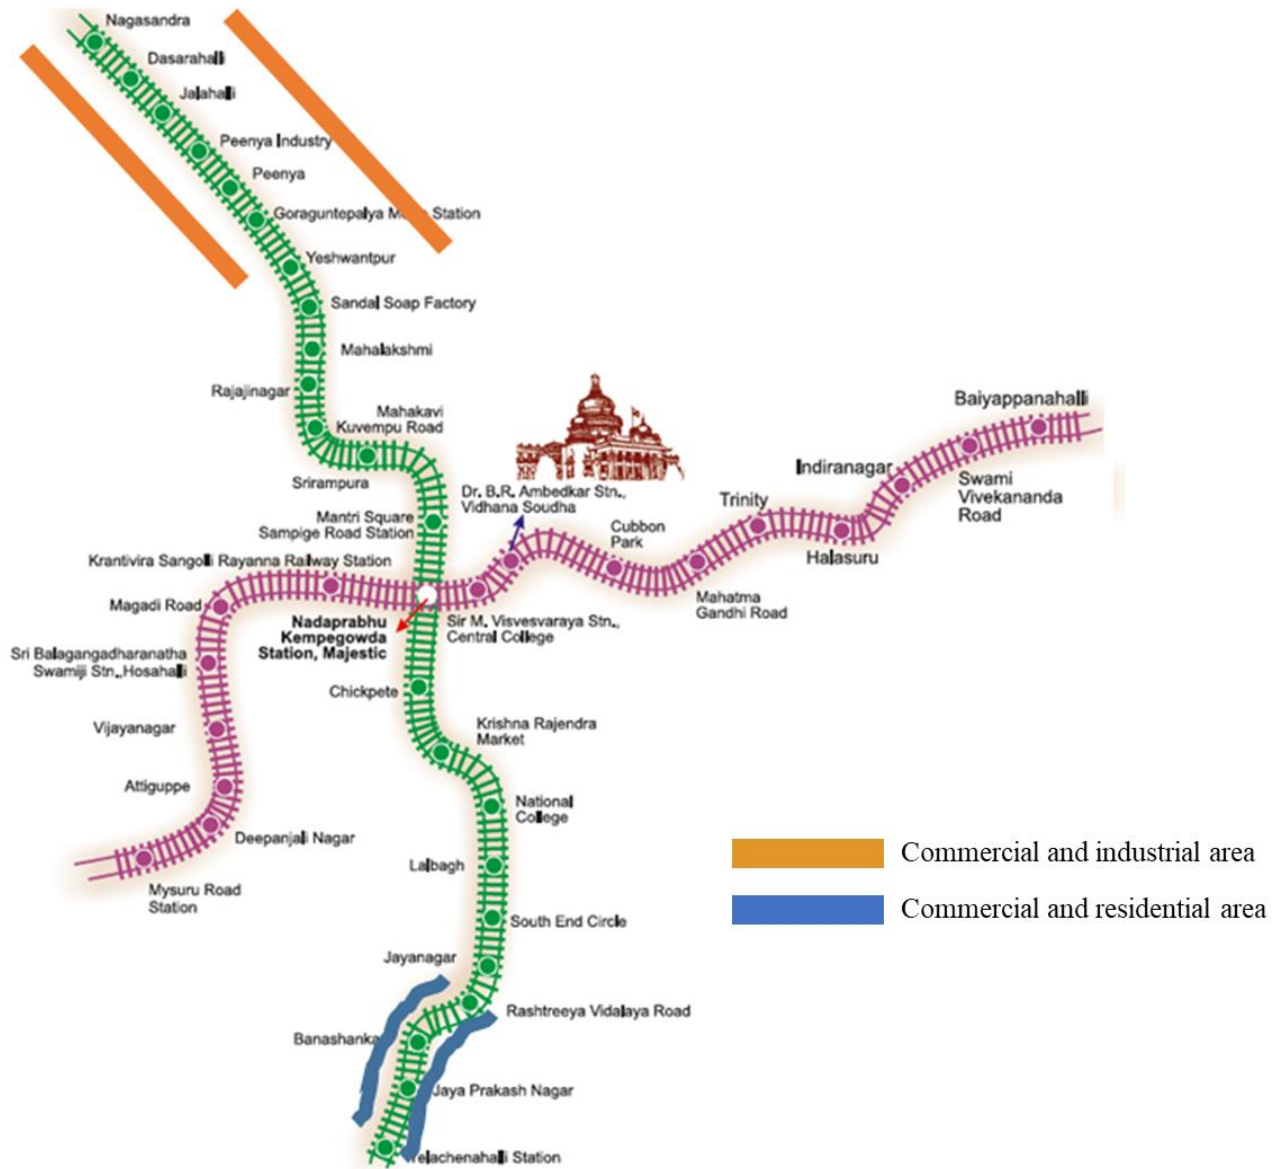 Nagasandra
Dasarahalli
Jalahalli
Peenya Industry
Peenya
Goraguntepalya Station
Yeshwantpur
Sandal Soap Factory
Mahalakshmi
Rajajinagar
Mahakavi
Kuvempu Road
Srirampura
Mantri Square
Sampige Road Station
Dr. B.R. Ambedkar Stn.,
Vidhana Soudha
Cubbon
Park
Trinity
Indiranagar
Baiyappanahalli
Swami
Vivekananda
Road
Halasuru
Mahatma
Gandhi Road
Krantivira Sangolli Rayanna Railway Station
Magadi Road
Nadaprabhu
Kempegowda
Station, Majestic
Sir M. Visvesvaraya Stn.,
Central College
Sri Balagangadharanatha
Swamiji Stn.,Hosahalli
Chickpete
Vijayanagar
Krishna Rajendra
Market
Attiguppe
National
College
Deepanjali Nagar
Mysuru Road
Station
Lalbagh
South End Circle
Jayanagar
Rashtreeya Vidalaya Road
Jaya Prakash Nagar
Station
Commercial and industrial area
Commercial and residential area